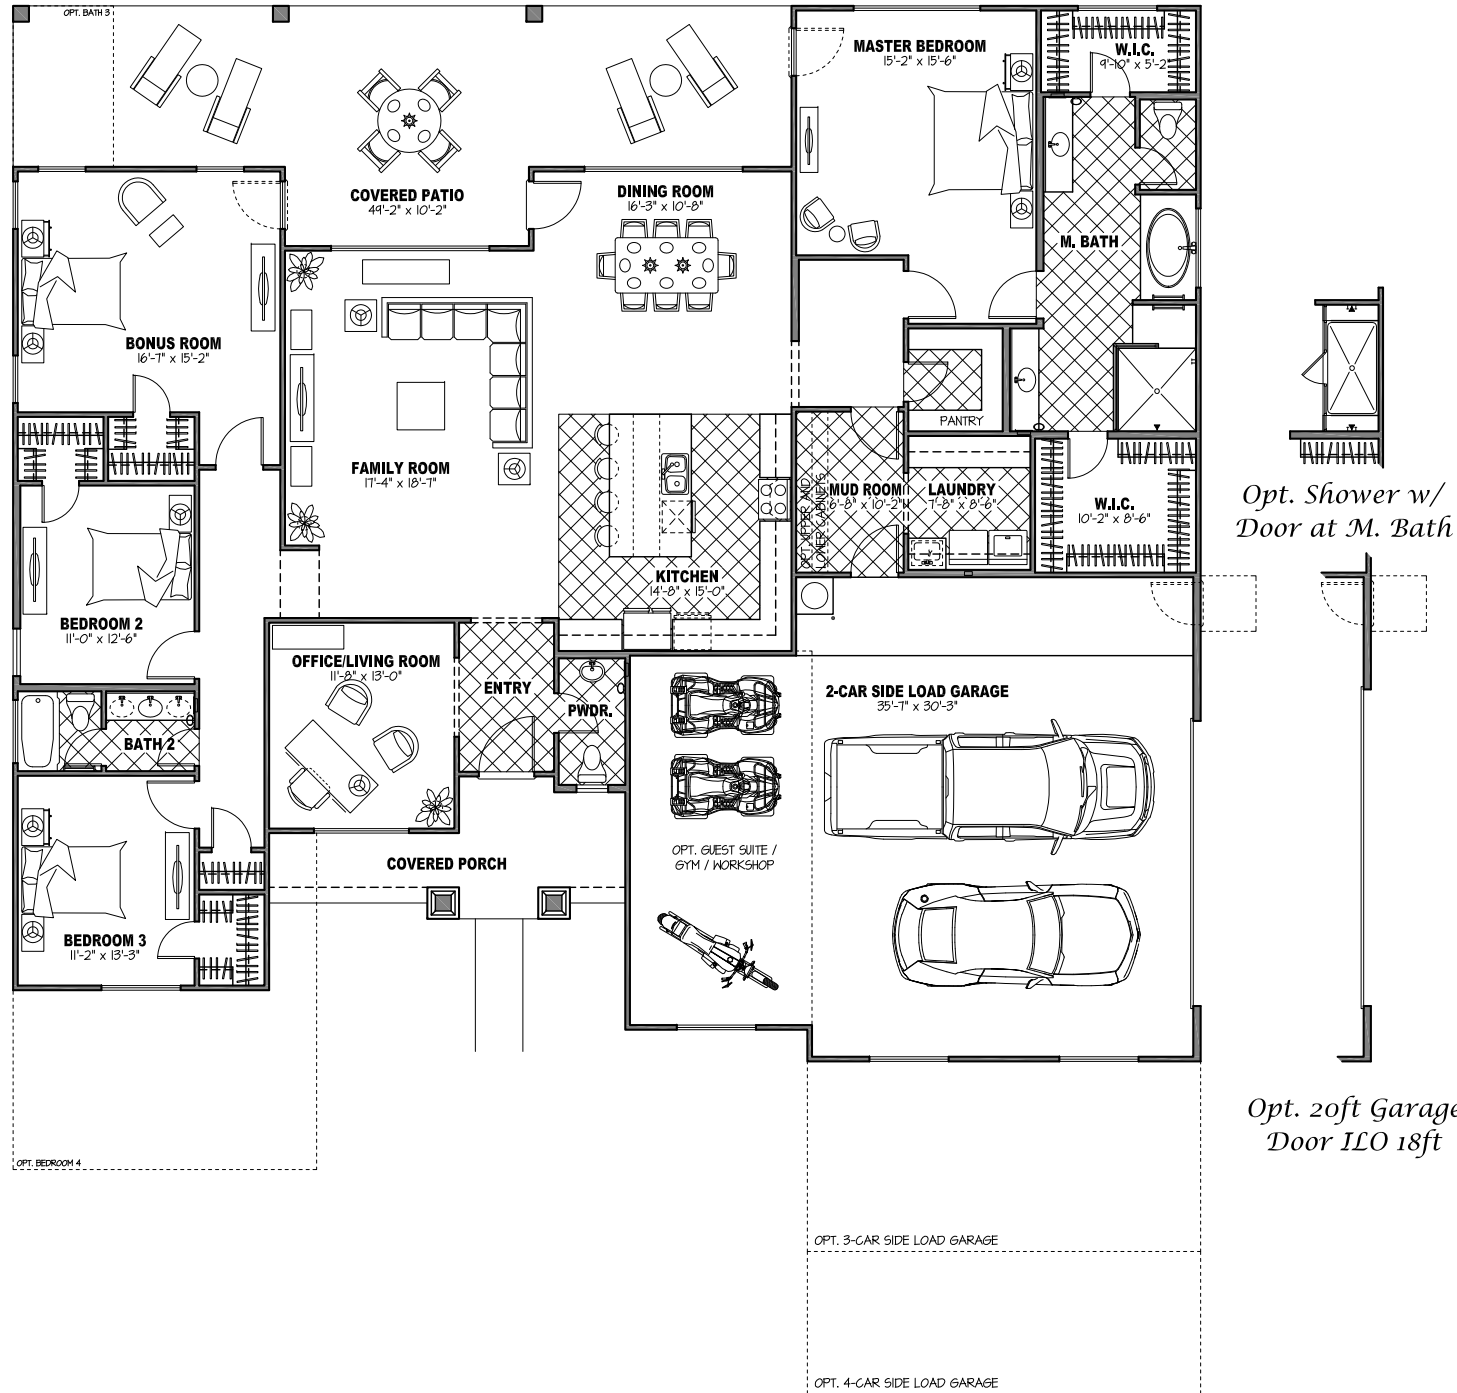 OPT. BATH 3
MASTER BEDROOM
15'-2" x 15'-6"
W.I.C.
9'-10" x 5'-2"
COVERED PATIO
49'-2" x 10'-2"
DINING ROOM
16'-3" x 10'-8"
M. BATH
BONUS ROOM
16'-7" x 15'-2"
PANTRY
FAMILY ROOM
17'-4" x 18'-7"
OPT. UPPER AND
LOWER CABINETS
MUD ROOM
6'-8" x 10'-2"
LAUNDRY
7'-8" x 8'-6"
W.I.C.
10'-2" x 8'-6"
Opt. Shower w/
Door at M. Bath
KITCHEN
14'-8" x 15'-0"
BEDROOM 2
11'-0" x 12'-6"
OFFICE/LIVING ROOM
11'-8" x 13'-0"
ENTRY
PWDR.
2-CAR SIDE LOAD GARAGE
35'-7" x 30'-3"
BATH 2
OPT. GUEST SUITE /
GYM / WORKSHOP
COVERED PORCH
BEDROOM 3
11'-2" x 13'-3"
Opt. 20ft Garage
Door ILO 18ft
OPT. BEDROOM 4
OPT. 3-CAR SIDE LOAD GARAGE
OPT. 4-CAR SIDE LOAD GARAGE